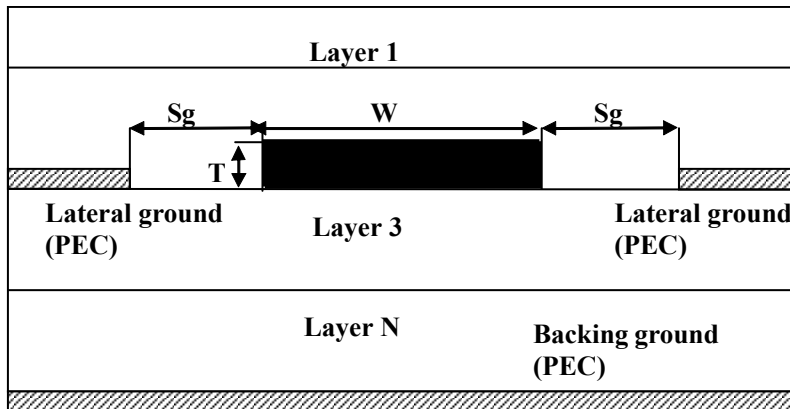 Layer 1
Sg
W
Sg
T
Lateral ground
(PEC)
Layer 3
Lateral ground
(PEC)
Layer N
Backing ground
(PEC)